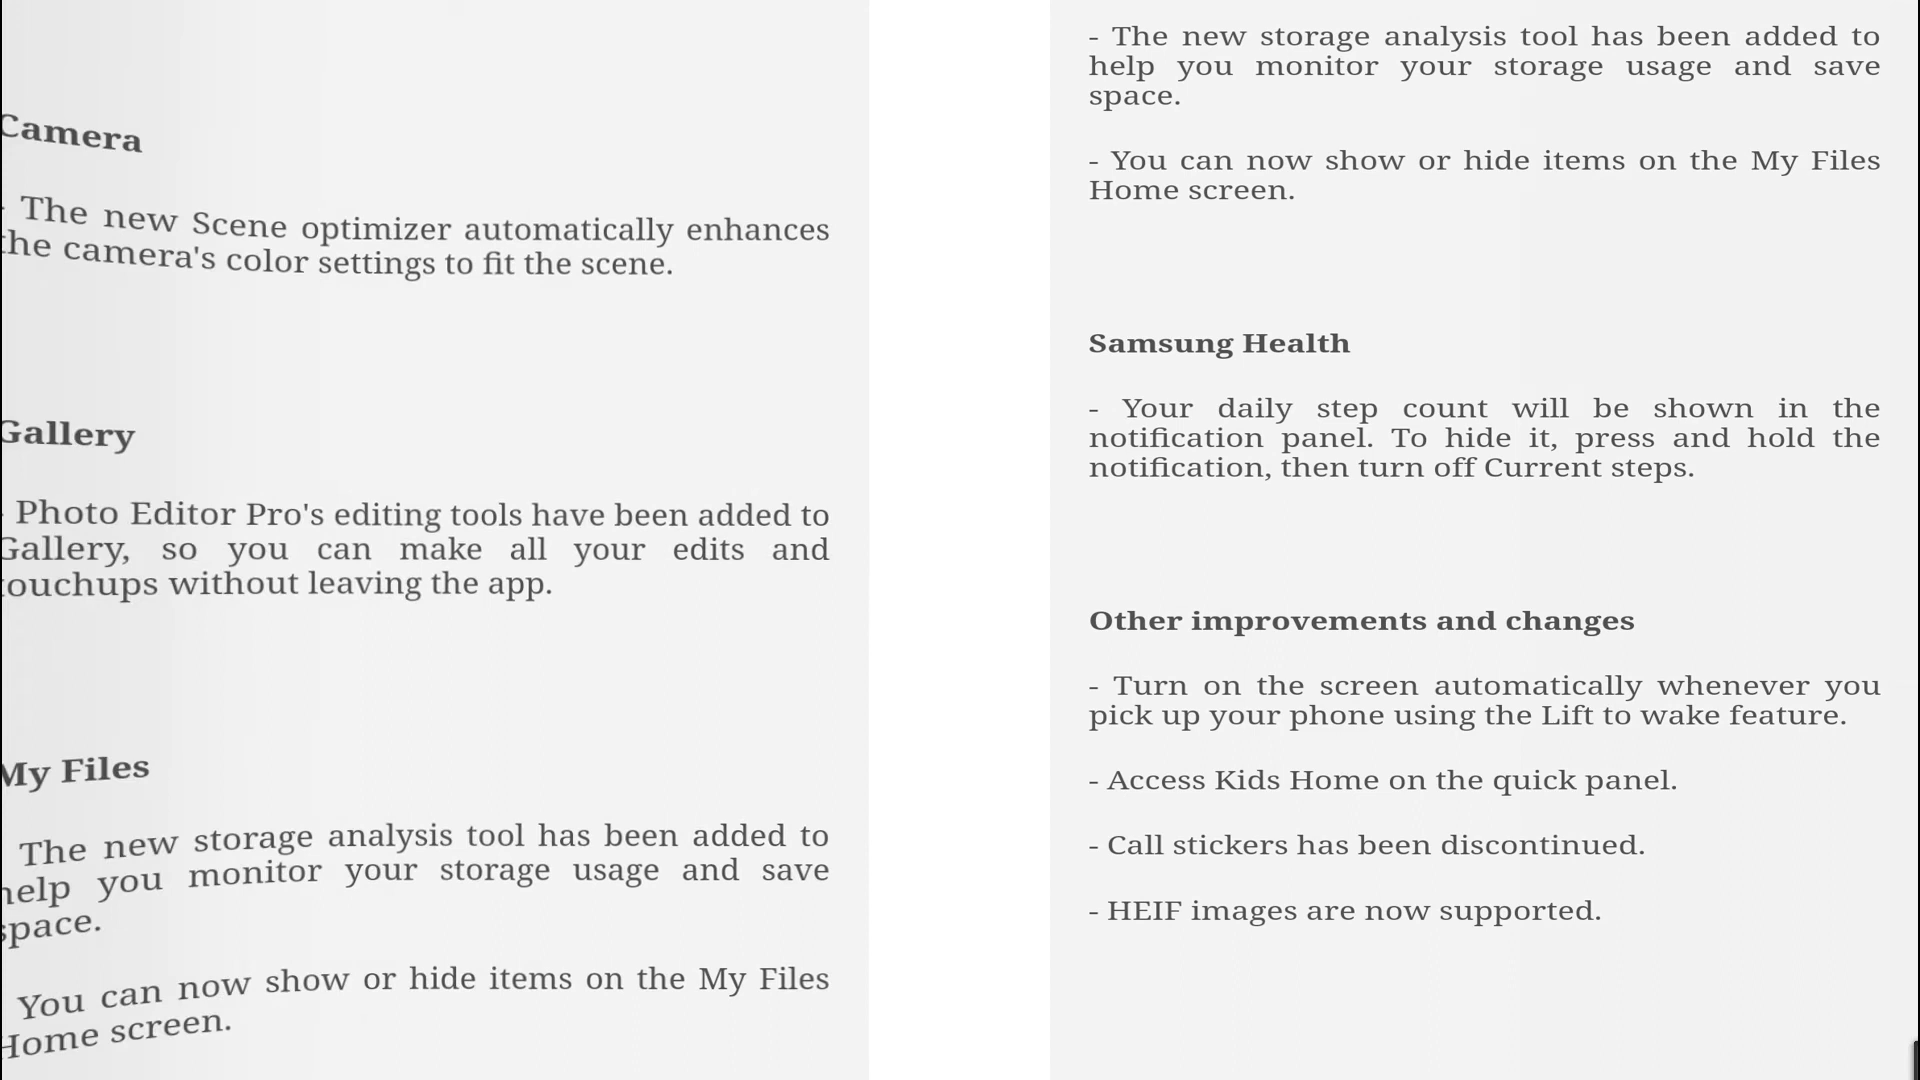 Camera
- The new Scene optimizer automatically enhances
the camera's color settings to fit the scene.
Gallery
- Photo Editor Pro's editing tools have been added to
Gallery, so you can make all your edits and
touchups without leaving the app.
My Files
The new storage analysis tool has been added to
help you monitor your storage usage and save
space.
You can now show or hide items on the My Files
Home screen.
- The new storage analysis tool has been added to
help you monitor your storage usage and save
space.
- You can now show or hide items on the My Files
Home screen.
Samsung Health
- Your daily step count will be shown in the
notification panel. To hide it, press and hold the
notification, then turn off Current steps.
Other improvements and changes
- Turn on the screen automatically whenever you
pick up your phone using the Lift to wake feature.
- Access Kids Home on the quick panel.
- Call stickers has been discontinued.
- HEIF images are now supported.